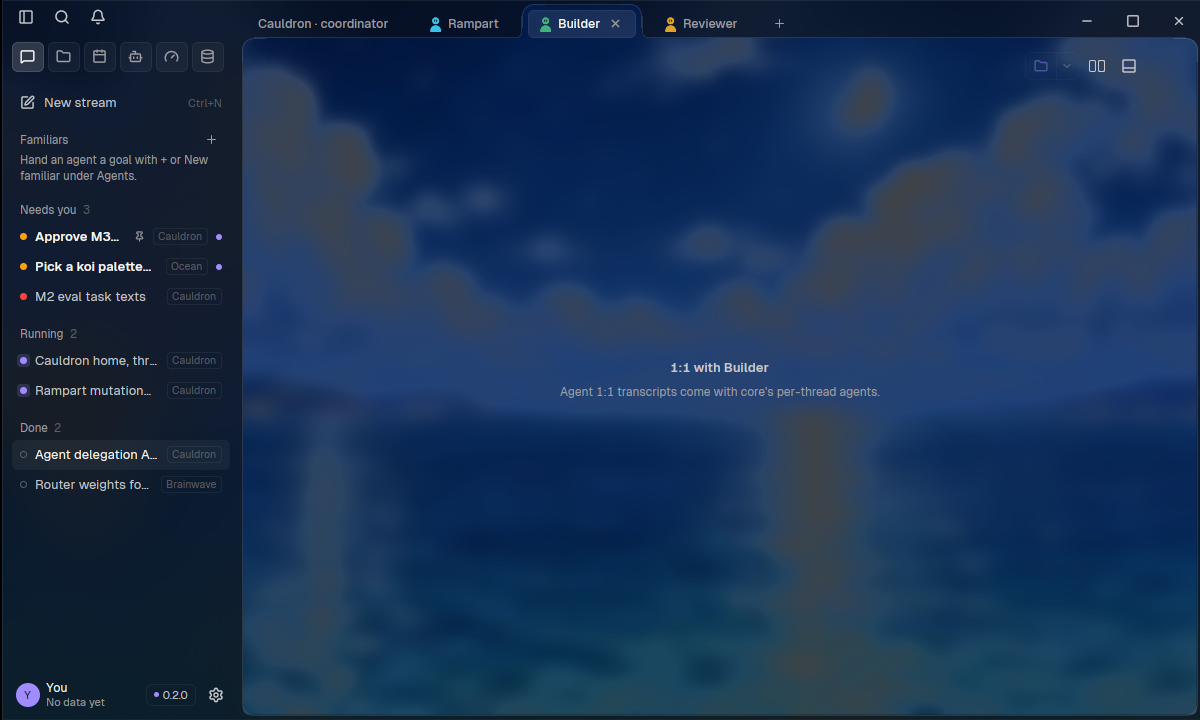 Cauldron · coordinator
Rampart
Builder
Reviewer
New stream
Ctrl+N
Familiars
Hand an agent a goal with + or New
familiar under Agents.
Needs you 3
Approve M3... Cauldron
Pick a koi palette... Ocean
M2 eval task texts Cauldron
Running 2
Cauldron home, thr... Cauldron
Rampart mutation... Cauldron
Done 2
Agent delegation A... Cauldron
Router weights fo... Brainwave
1:1 with Builder
Agent 1:1 transcripts come with core's per-thread agents.
Y
You
No data yet
0.2.0